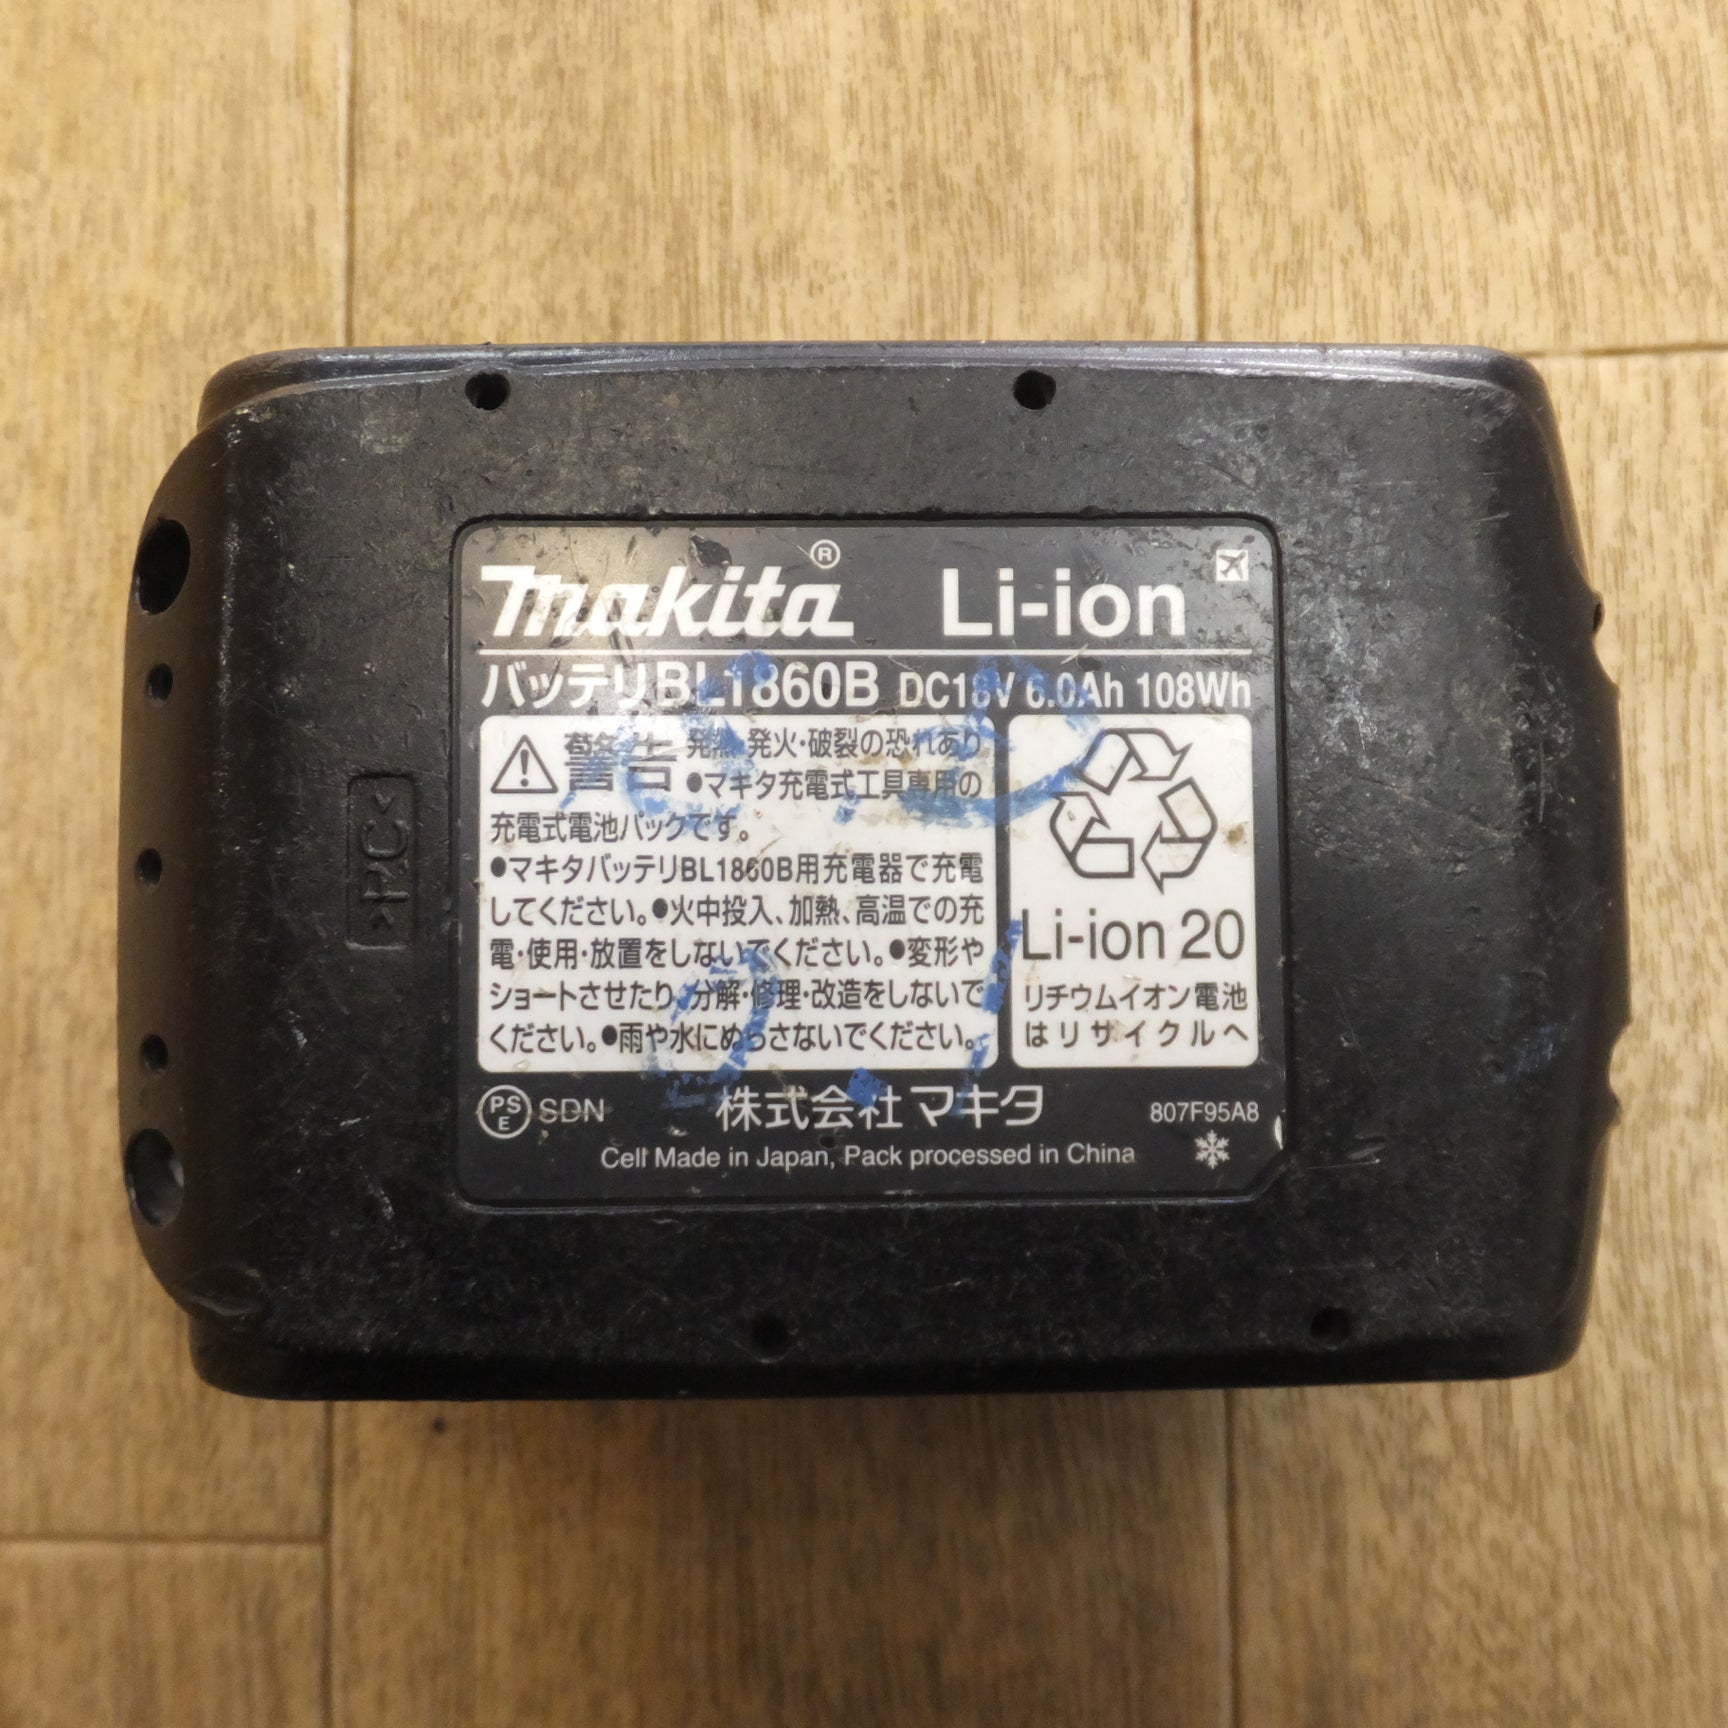 makita® Li-ion
バッテリBL1860B DC18V 6.0Ah 108Wh
警告 発熱・発火・破裂の恐れあり
●マキタ充電式工具専用の
充電式電池パックです。
●マキタバッテリBL1860B用充電器で充電
してください。●火中投入、加熱、高温での充
電・使用・放置をしないでください。●変形や
ショートさせたり、分解・修理・改造をしないで
ください。●雨や水にぬらさないでください。
Li-ion 20
リチウムイオン電池
はリサイクルへ
PSE SDN 株式会社マキタ 807F95A8
Cell Made in Japan, Pack processed in China
>PC<